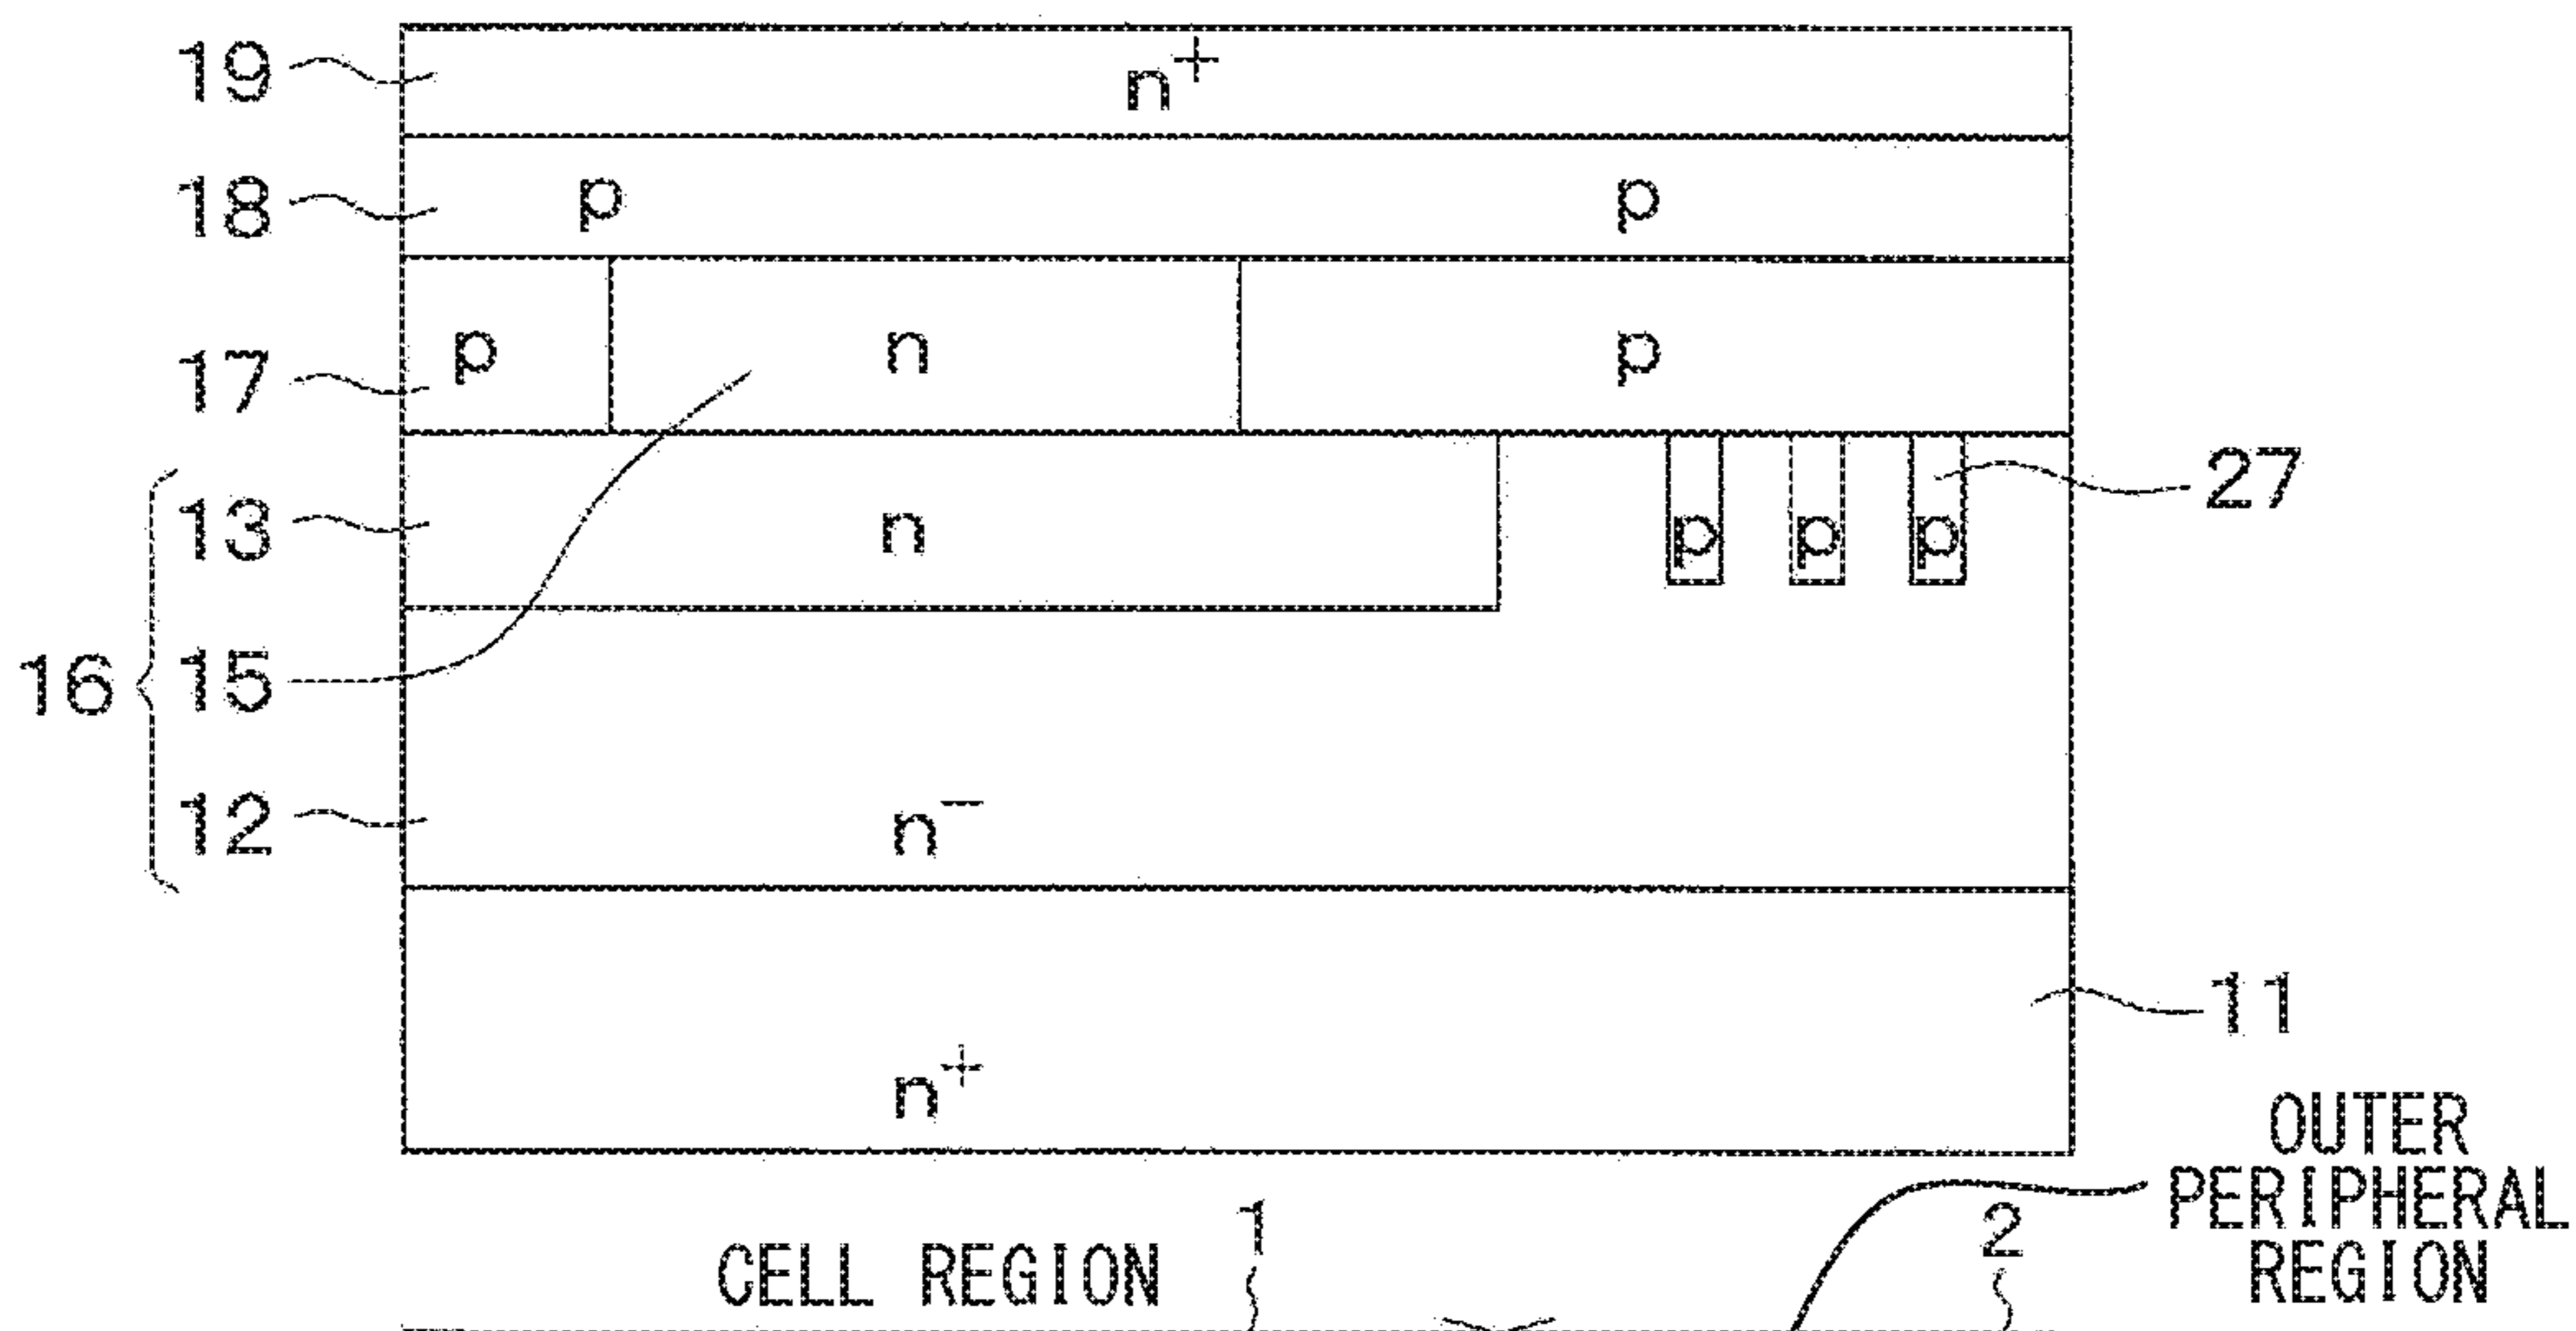 19 n+
18 p p
17 p n p
13 n p p p 27
16 15
12 n−
11
n+
OUTER
PERIPHERAL
REGION
CELL REGION 1 2